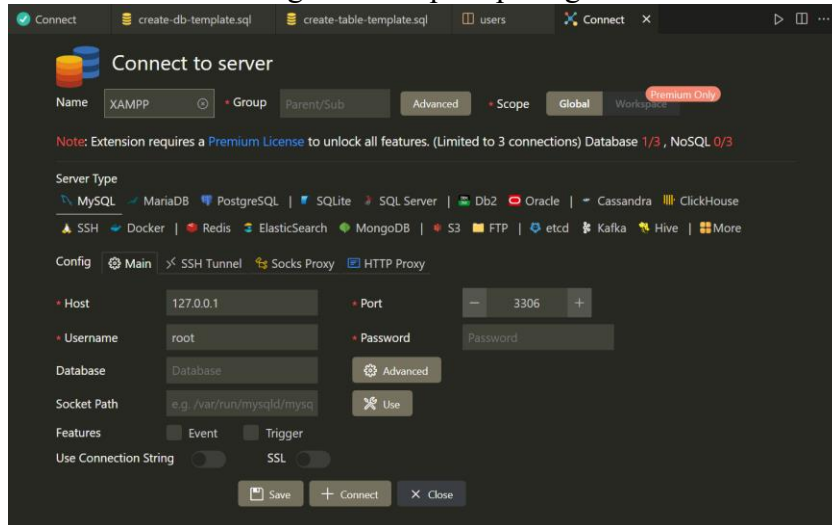 Connect create-db-template.sql create-table-template.sql users Connect
Connect to server
Name XAMPP * Group Parent/Sub Advanced * Scope Global Workspace Premium Only
Note: Extension requires a Premium License to unlock all features. (Limited to 3 connections) Database 1/3 , NoSQL 0/3
Server Type
MySQL MariaDB PostgreSQL | SQLite SQL Server | Db2 Oracle | Cassandra ClickHouse
SSH Docker | Redis ElasticSearch MongoDB | S3 FTP | etcd Kafka Hive | More
Config Main SSH Tunnel Socks Proxy HTTP Proxy
* Host 127.0.0.1 * Port 3306
* Username root * Password Password
Database Database Advanced
Socket Path e.g. /var/run/mysqld/mysq Use
Features Event Trigger
Use Connection String SSL
Save Connect Close